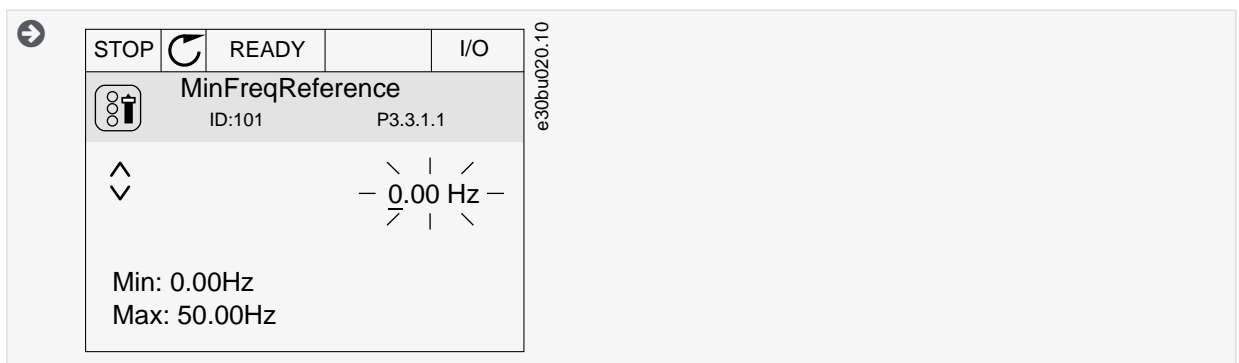 STOP READY I/O
MinFreqReference
ID:101 P3.3.1.1
0.00 Hz
Min: 0.00Hz
Max: 50.00Hz
e30bu020.10